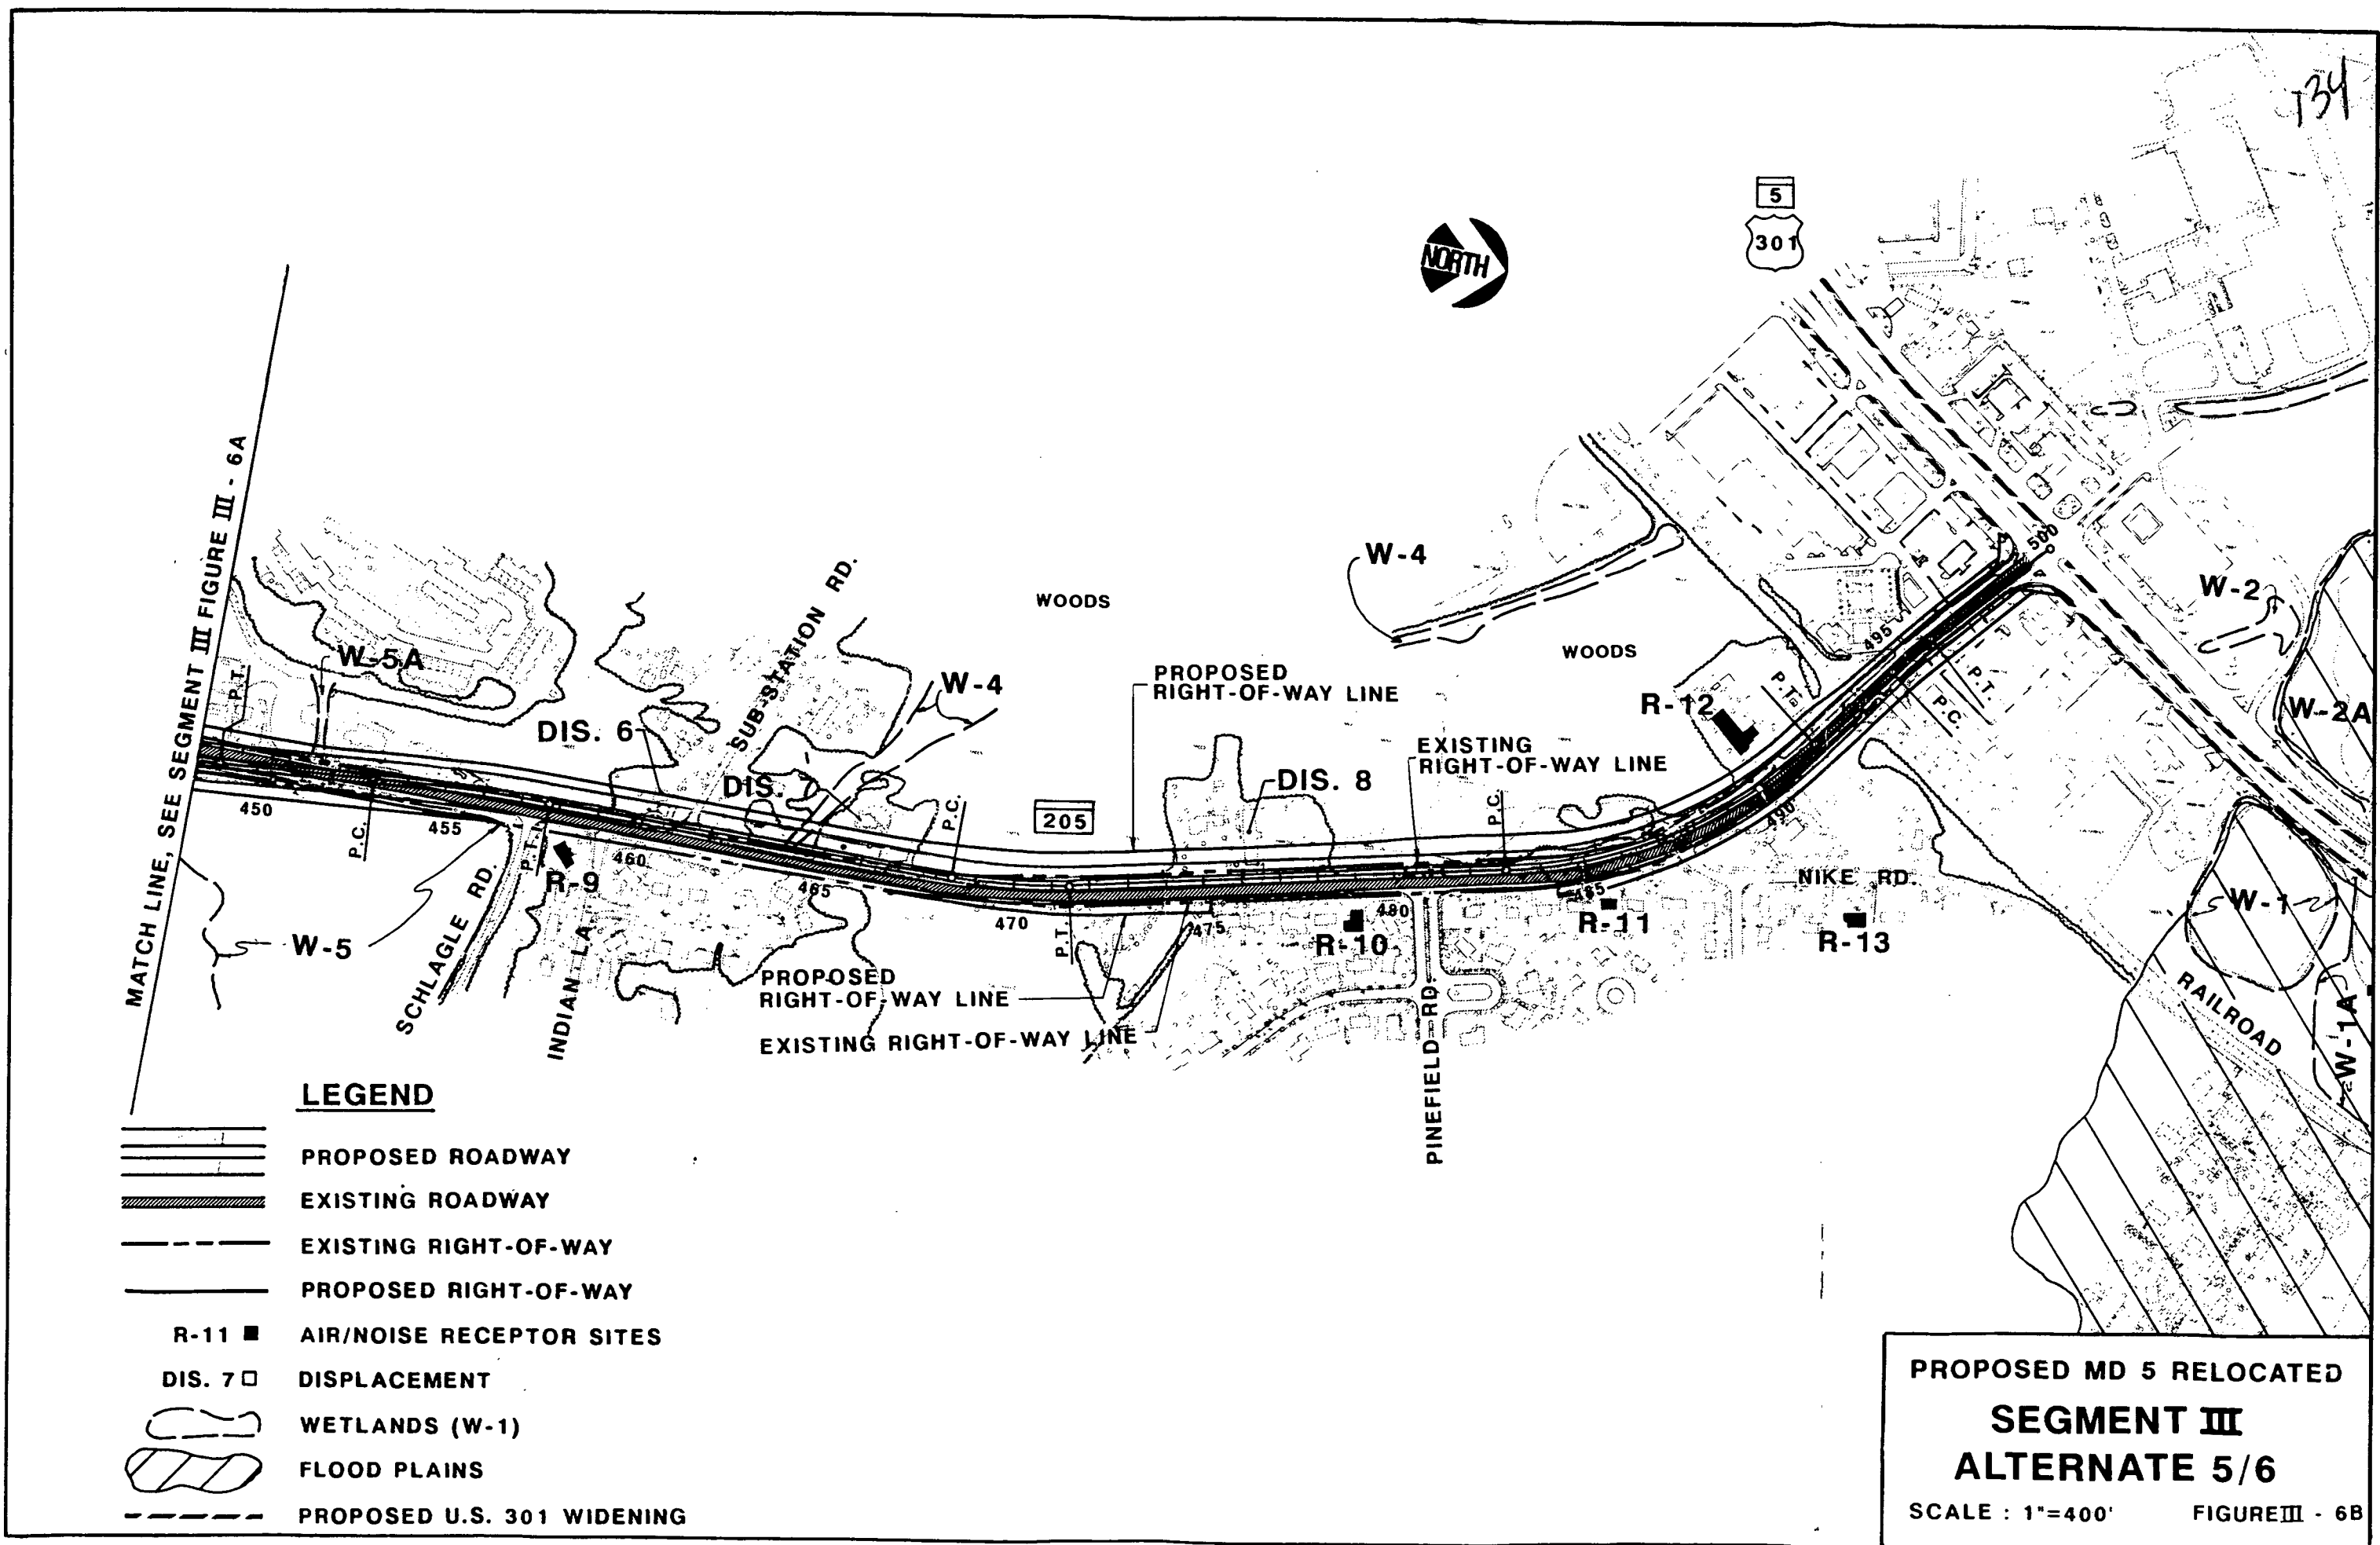 134
5
301
NORTH
MATCH LINE, SEE SEGMENT III FIGURE III - 6A
W-4
W-2
WOODS
WOODS
SUB-STATION RD.
W-5A
P.T.
W-4
PROPOSED
RIGHT-OF-WAY LINE
R-12
P.T.
P.T.
P.C.
W-2A
DIS. 6
EXISTING
RIGHT-OF-WAY LINE
DIS. 7
DIS. 8
205
P.C.
P.C.
450
455
460
465
470
475
480
485
490
495
500
P.C.
P.T.
P.T.
R-9
R-10
R-11
NIKE RD.
R-13
W-1
W-5
SCHLAGLE RD.
INDIAN LA.
PROPOSED
RIGHT-OF-WAY LINE
EXISTING RIGHT-OF-WAY LINE
PINEFIELD RD.
RAILROAD
W-1A
LEGEND
PROPOSED ROADWAY
EXISTING ROADWAY
EXISTING RIGHT-OF-WAY
PROPOSED RIGHT-OF-WAY
R-11 AIR/NOISE RECEPTOR SITES
DIS. 7 DISPLACEMENT
WETLANDS (W-1)
FLOOD PLAINS
PROPOSED U.S. 301 WIDENING
PROPOSED MD 5 RELOCATED
SEGMENT III
ALTERNATE 5/6
SCALE : 1"=400' FIGURE III - 6B